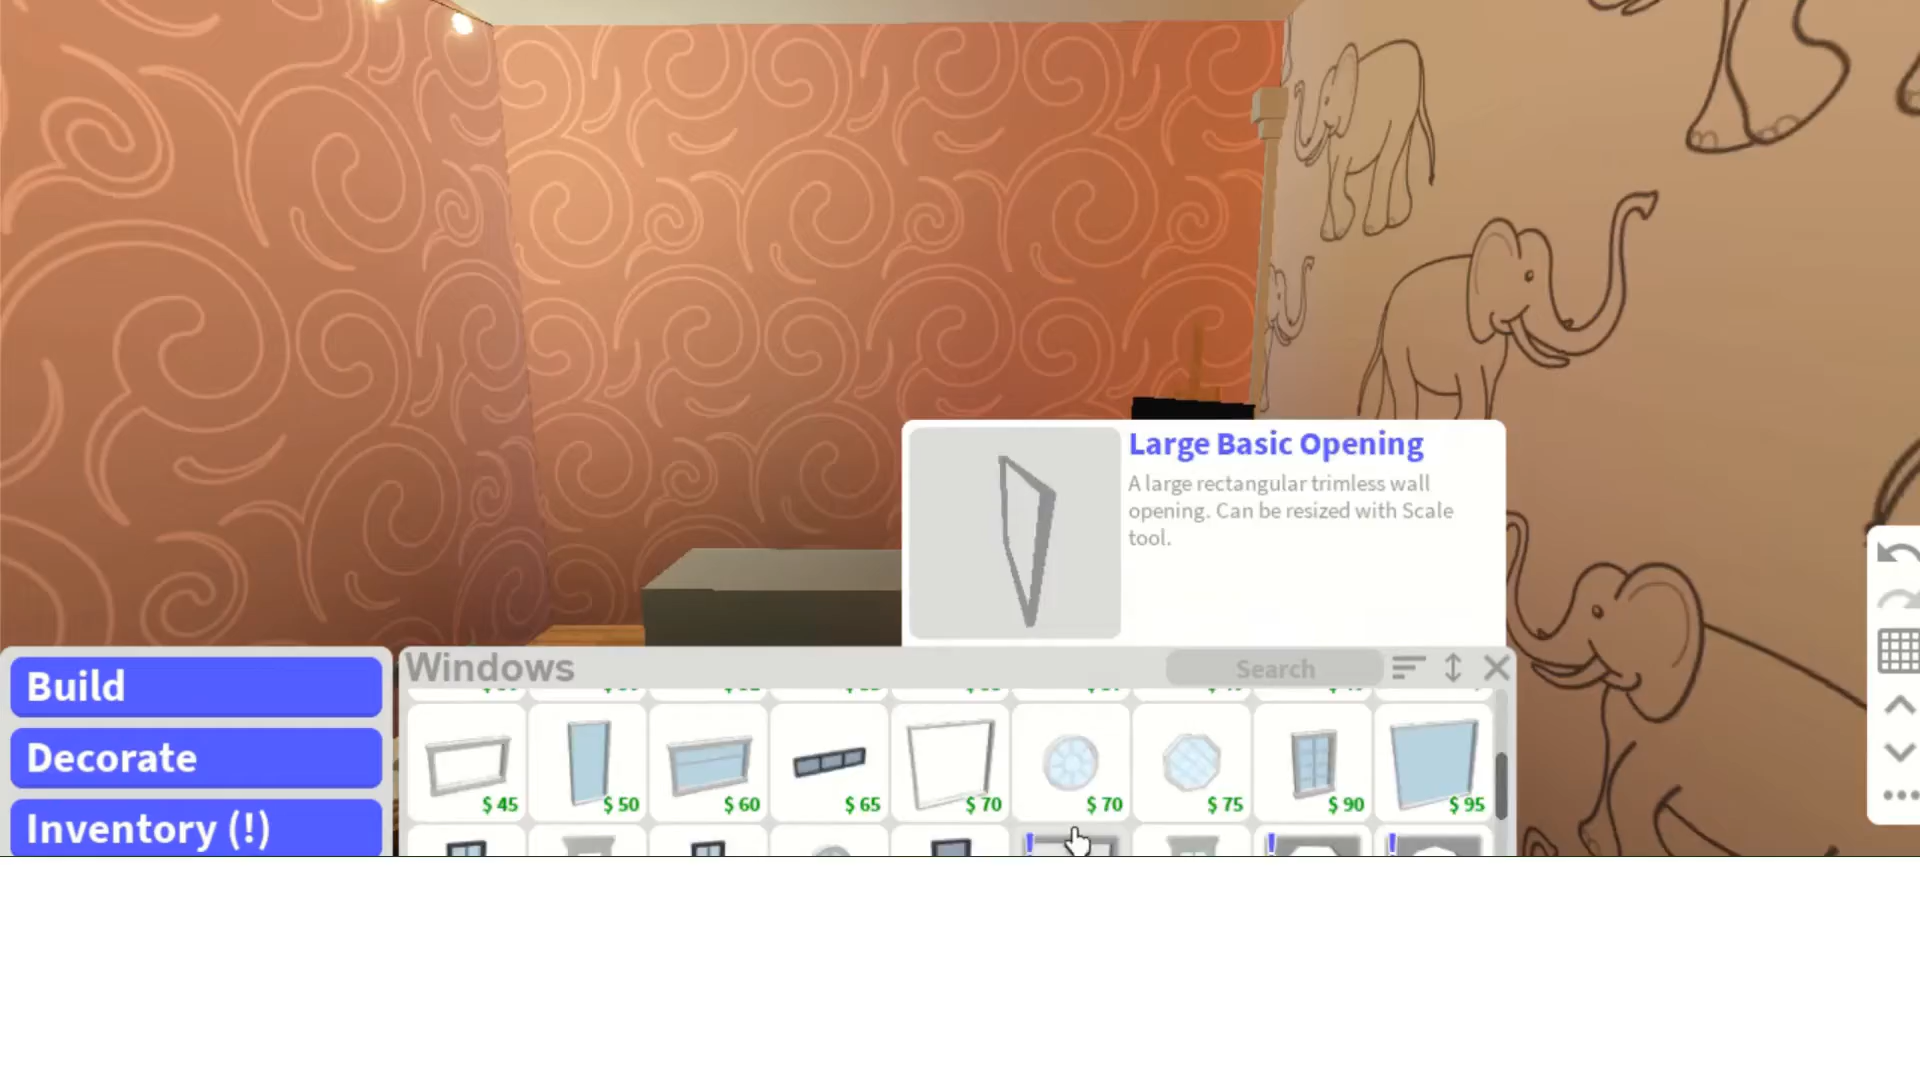 Large Basic Opening
A large rectangular trimless wall
opening. Can be resized with Scale
tool.
Build
Decorate
Inventory (!)
Windows
Search
$ 45
$ 50
$ 60
$ 65
$ 70
$ 70
$ 75
$ 90
$ 95